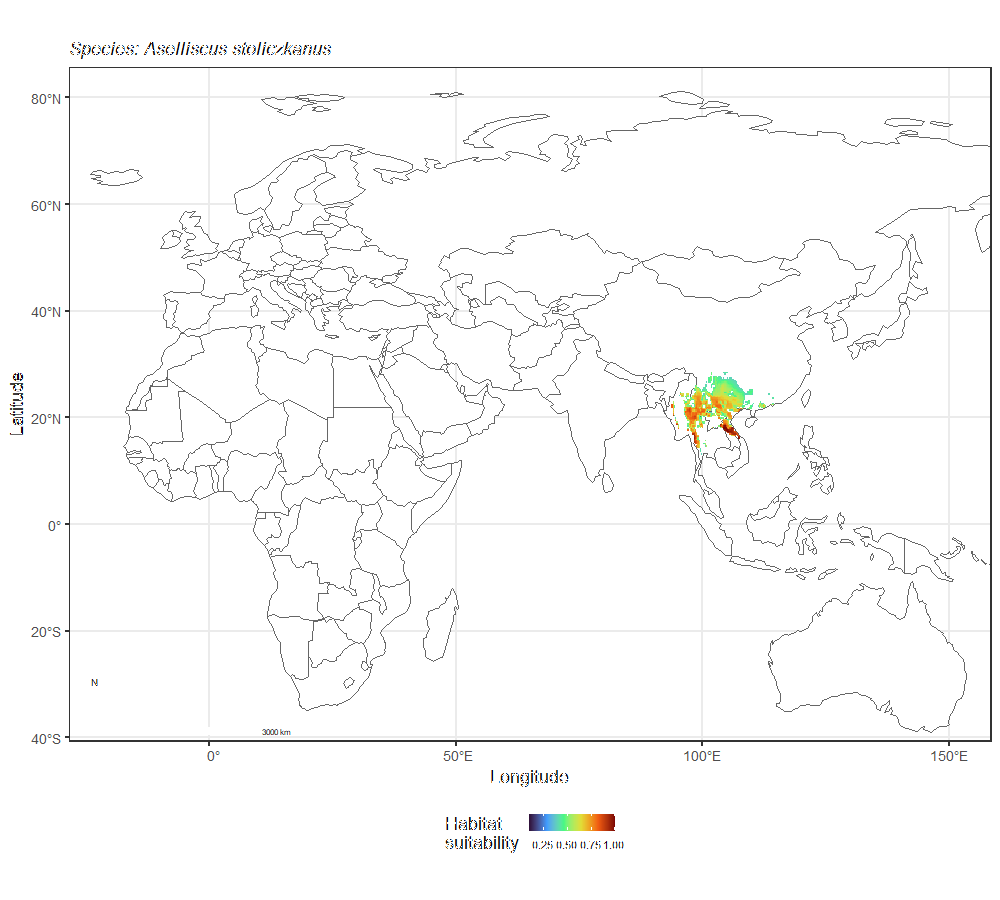 Species: Aselliscus stoliczkanus
80°N
60°N
40°N
20°N
0°
20°S
40°S
Latitude
N
3000 km
0°
50°E
100°E
150°E
Longitude
Habitat
suitability
0.25 0.50 0.75 1.00